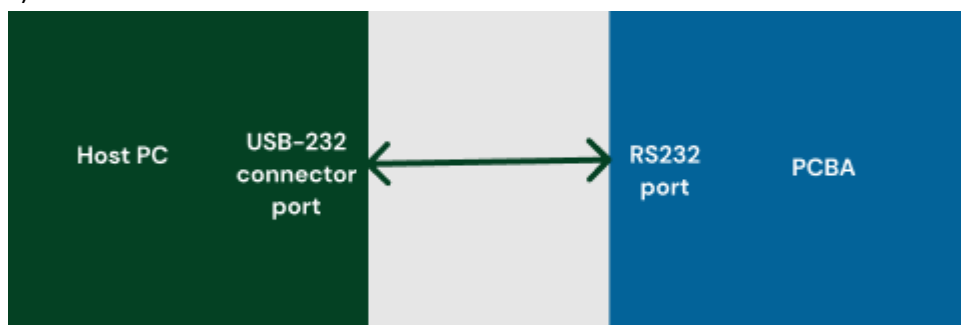 Host PC
USB-232
connector
port
RS232
port
PCBA